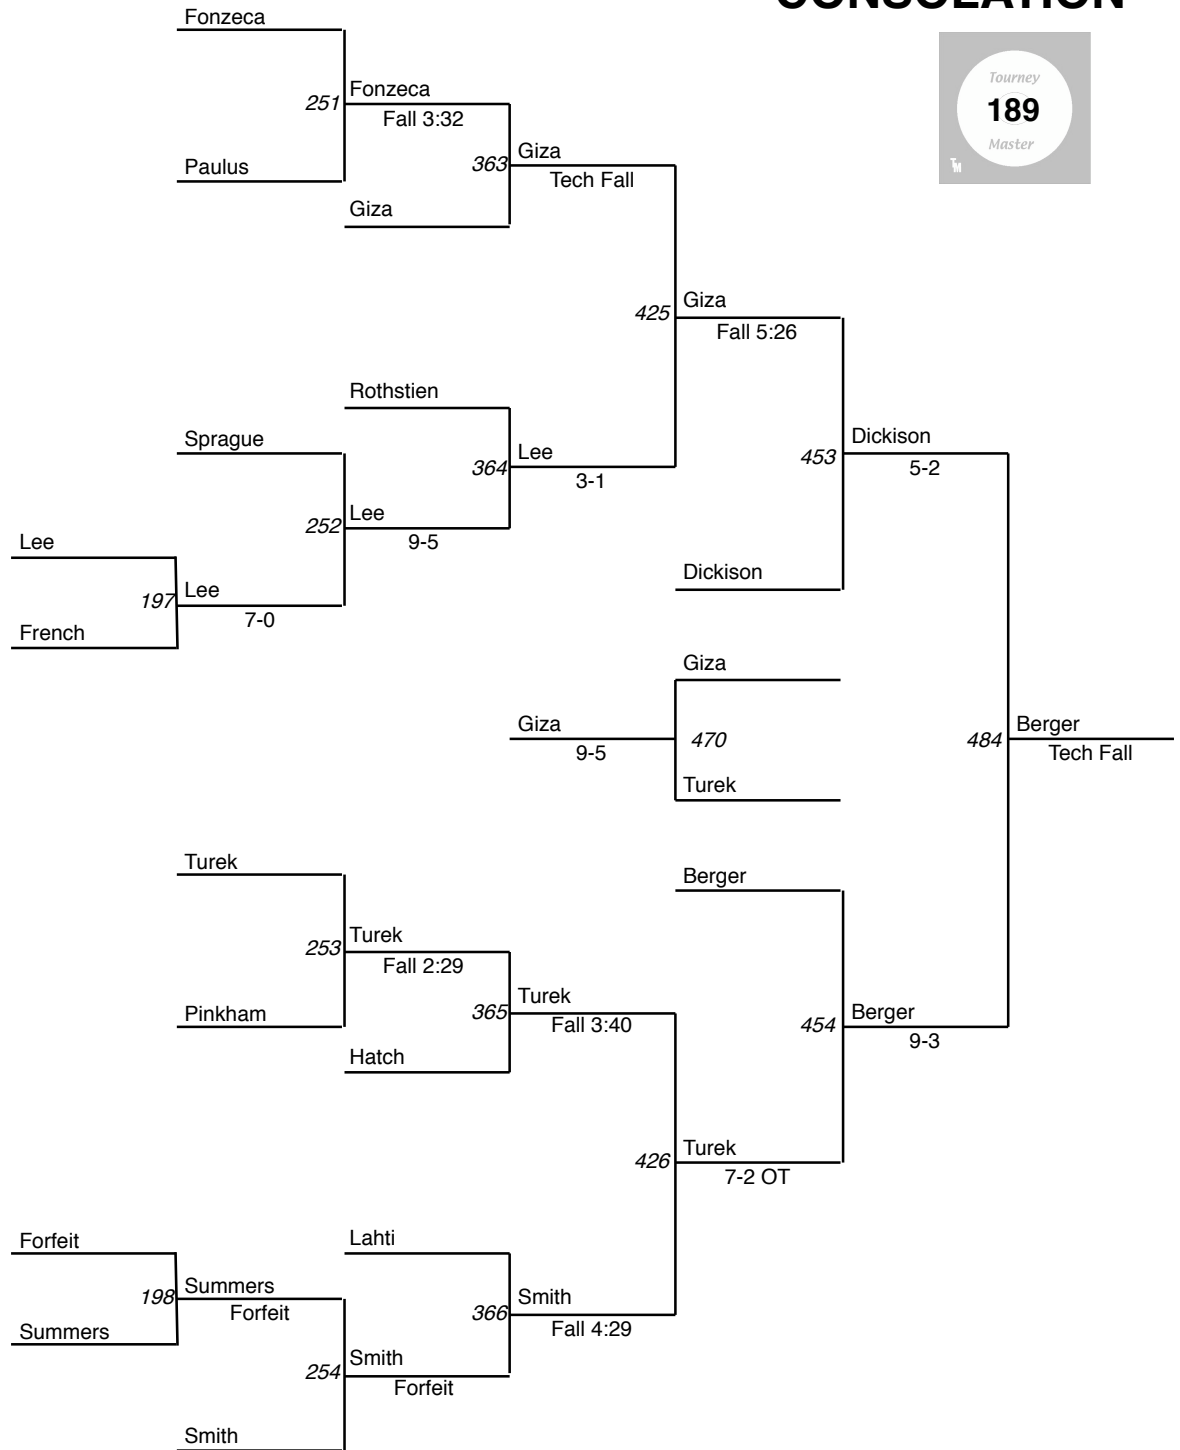 CONSOLATION
Fonzeca
Tourney
189
Master
TM
251
Fonzeca
Fall 3:32
Paulus
363
Giza
Tech Fall
Giza
425
Giza
Fall 5:26
Rothstien
Sprague
364
Lee
3-1
453
Dickison
5-2
252
Lee
9-5
Lee
197
Lee
7-0
French
Dickison
Giza
Giza
9-5
470
Turek
484
Berger
Tech Fall
Turek
Berger
253
Turek
Fall 2:29
Pinkham
365
Turek
Fall 3:40
Hatch
454
Berger
9-3
426
Turek
7-2 OT
Forfeit
Lahti
198
Summers
Forfeit
Summers
366
Smith
Fall 4:29
254
Smith
Forfeit
Smith